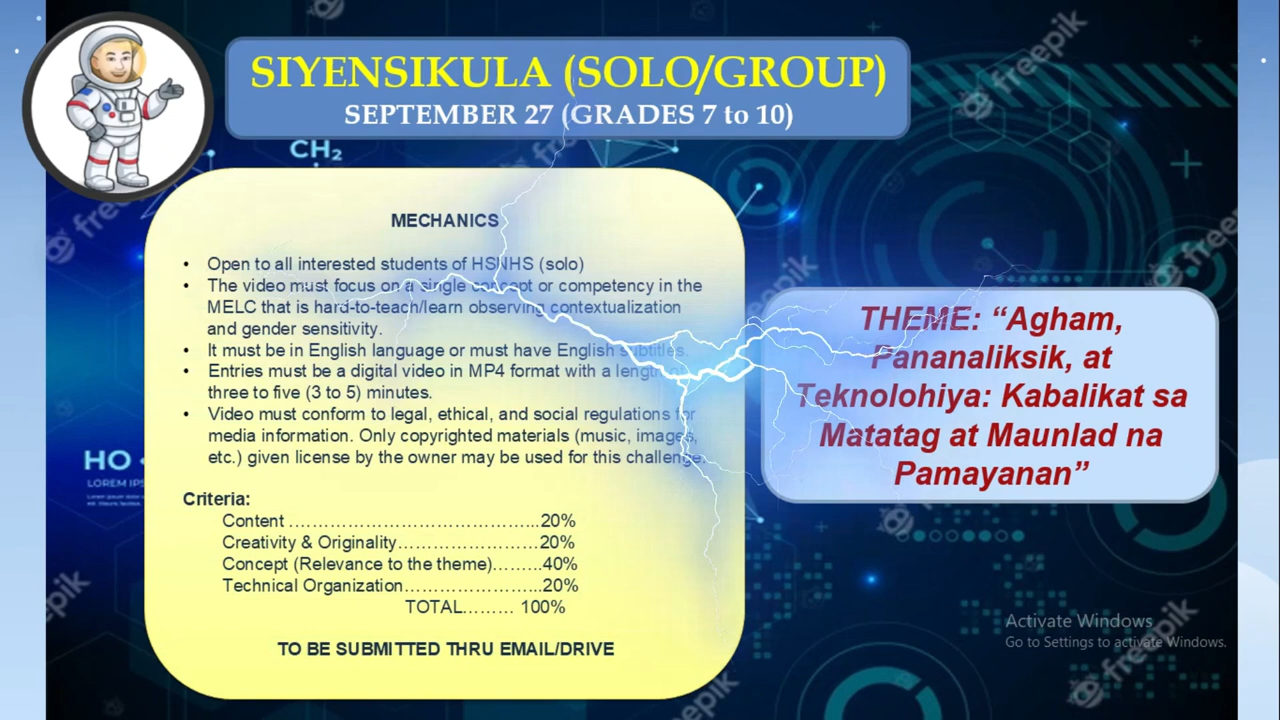 SIYENSIKULA (SOLO/GROUP)
SEPTEMBER 27 (GRADES 7 to 10)
CH₂
MECHANICS
• Open to all interested students of HSNHS (solo)
• The video must focus on a single concept or competency in the
MELC that is hard-to-teach/learn observing contextualization
and gender sensitivity.
• It must be in English language or must have English subtitles.
• Entries must be a digital video in MP4 format with a length of
three to five (3 to 5) minutes.
• Video must conform to legal, ethical, and social regulations for
media information. Only copyrighted materials (music, images,
etc.) given license by the owner may be used for this challenge.
Criteria:
Content ……………………………………..20%
Creativity & Originality……………………20%
Concept (Relevance to the theme)……..40%
Technical Organization…………………...20%
TOTAL……… 100%
TO BE SUBMITTED THRU EMAIL/DRIVE
THEME: “Agham,
Pananaliksik, at
Teknolohiya: Kabalikat sa
Matatag at Maunlad na
Pamayanan”
HO
LOREM IPS
Activate Windows
Go to Settings to activate Windows.
freepik
freepik
freepik
freepik